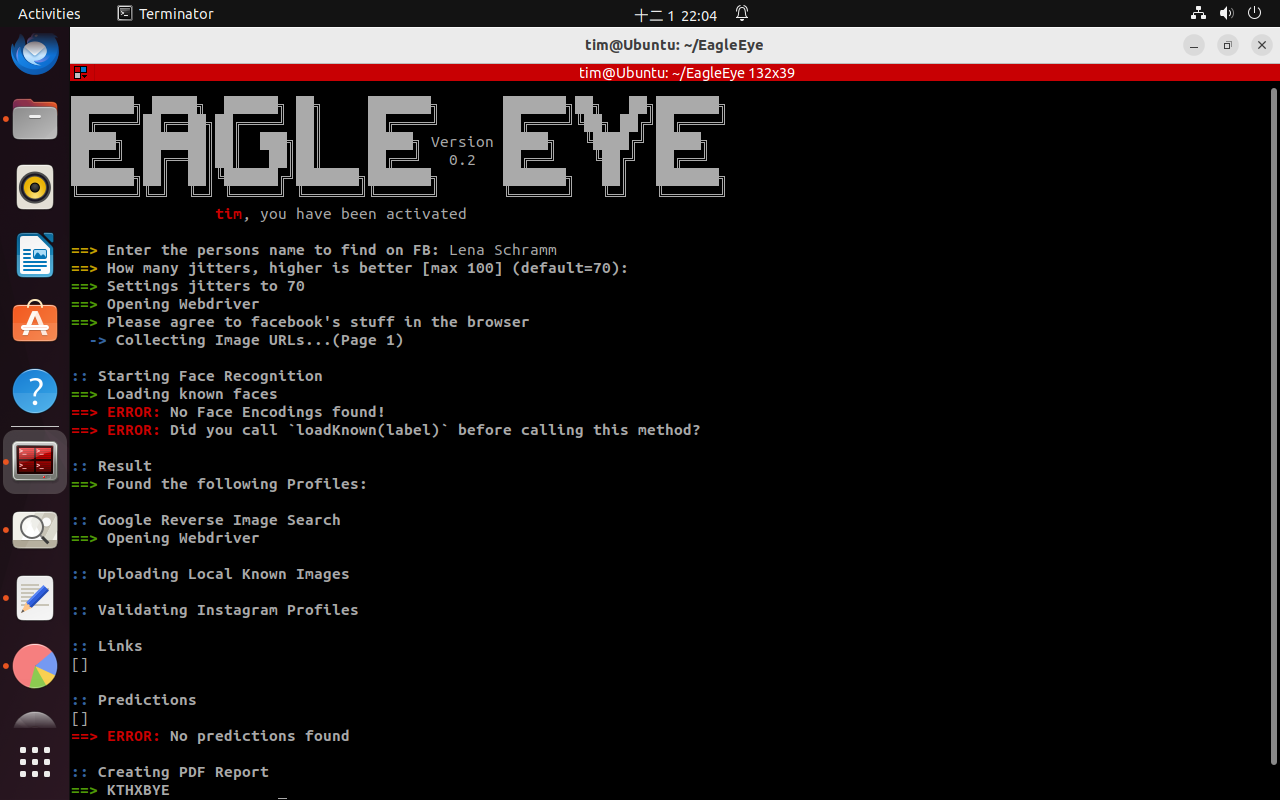 Activities
Terminator
十二 1 22:04
tim@Ubuntu: ~/EagleEye
tim@Ubuntu: ~/EagleEye 132x39
EAGLE EYE
Version
0.2
tim, you have been activated
==> Enter the persons name to find on FB: Lena Schramm
==> How many jitters, higher is better [max 100] (default=70):
==> Settings jitters to 70
==> Opening Webdriver
==> Please agree to facebook's stuff in the browser
-> Collecting Image URLs...(Page 1)
:: Starting Face Recognition
==> Loading known faces
==> ERROR: No Face Encodings found!
==> ERROR: Did you call `loadKnown(label)` before calling this method?
:: Result
==> Found the following Profiles:
:: Google Reverse Image Search
==> Opening Webdriver
:: Uploading Local Known Images
:: Validating Instagram Profiles
:: Links
[]
:: Predictions
[]
==> ERROR: No predictions found
:: Creating PDF Report
==> KTHXBYE